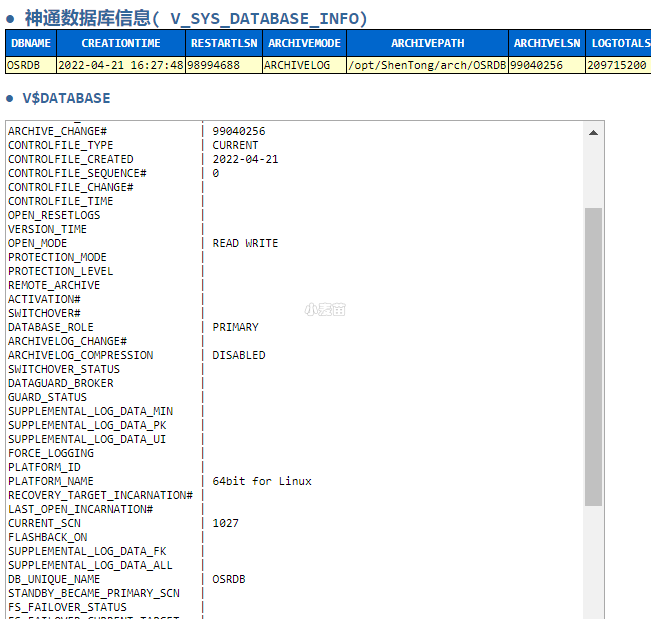 ● 神通数据库信息( V_SYS_DATABASE_INFO)
DBNAME CREATIONTIME RESTARTLSN ARCHIVEMODE ARCHIVEPATH ARCHIVELSN LOGTOTALS
OSRDB 2022-04-21 16:27:48 98994688 ARCHIVELOG /opt/ShenTong/arch/OSRDB 99040256 209715200
● V$DATABASE
ARCHIVE_CHANGE# | 99040256
CONTROLFILE_TYPE | CURRENT
CONTROLFILE_CREATED | 2022-04-21
CONTROLFILE_SEQUENCE# | 0
CONTROLFILE_CHANGE# |
CONTROLFILE_TIME |
OPEN_RESETLOGS |
VERSION_TIME |
OPEN_MODE | READ WRITE
PROTECTION_MODE |
PROTECTION_LEVEL |
REMOTE_ARCHIVE |
ACTIVATION# |
SWITCHOVER# |
小麦苗
DATABASE_ROLE | PRIMARY
ARCHIVELOG_CHANGE# |
ARCHIVELOG_COMPRESSION | DISABLED
SWITCHOVER_STATUS |
DATAGUARD_BROKER |
GUARD_STATUS |
SUPPLEMENTAL_LOG_DATA_MIN |
SUPPLEMENTAL_LOG_DATA_PK |
SUPPLEMENTAL_LOG_DATA_UI |
FORCE_LOGGING |
PLATFORM_ID |
PLATFORM_NAME | 64bit for Linux
RECOVERY_TARGET_INCARNATION# |
LAST_OPEN_INCARNATION# |
CURRENT_SCN | 1027
FLASHBACK_ON |
SUPPLEMENTAL_LOG_DATA_FK |
SUPPLEMENTAL_LOG_DATA_ALL |
DB_UNIQUE_NAME | OSRDB
STANDBY_BECAME_PRIMARY_SCN |
FS_FAILOVER_STATUS |
FS_FAILOVER_CURRENT_TARGET |